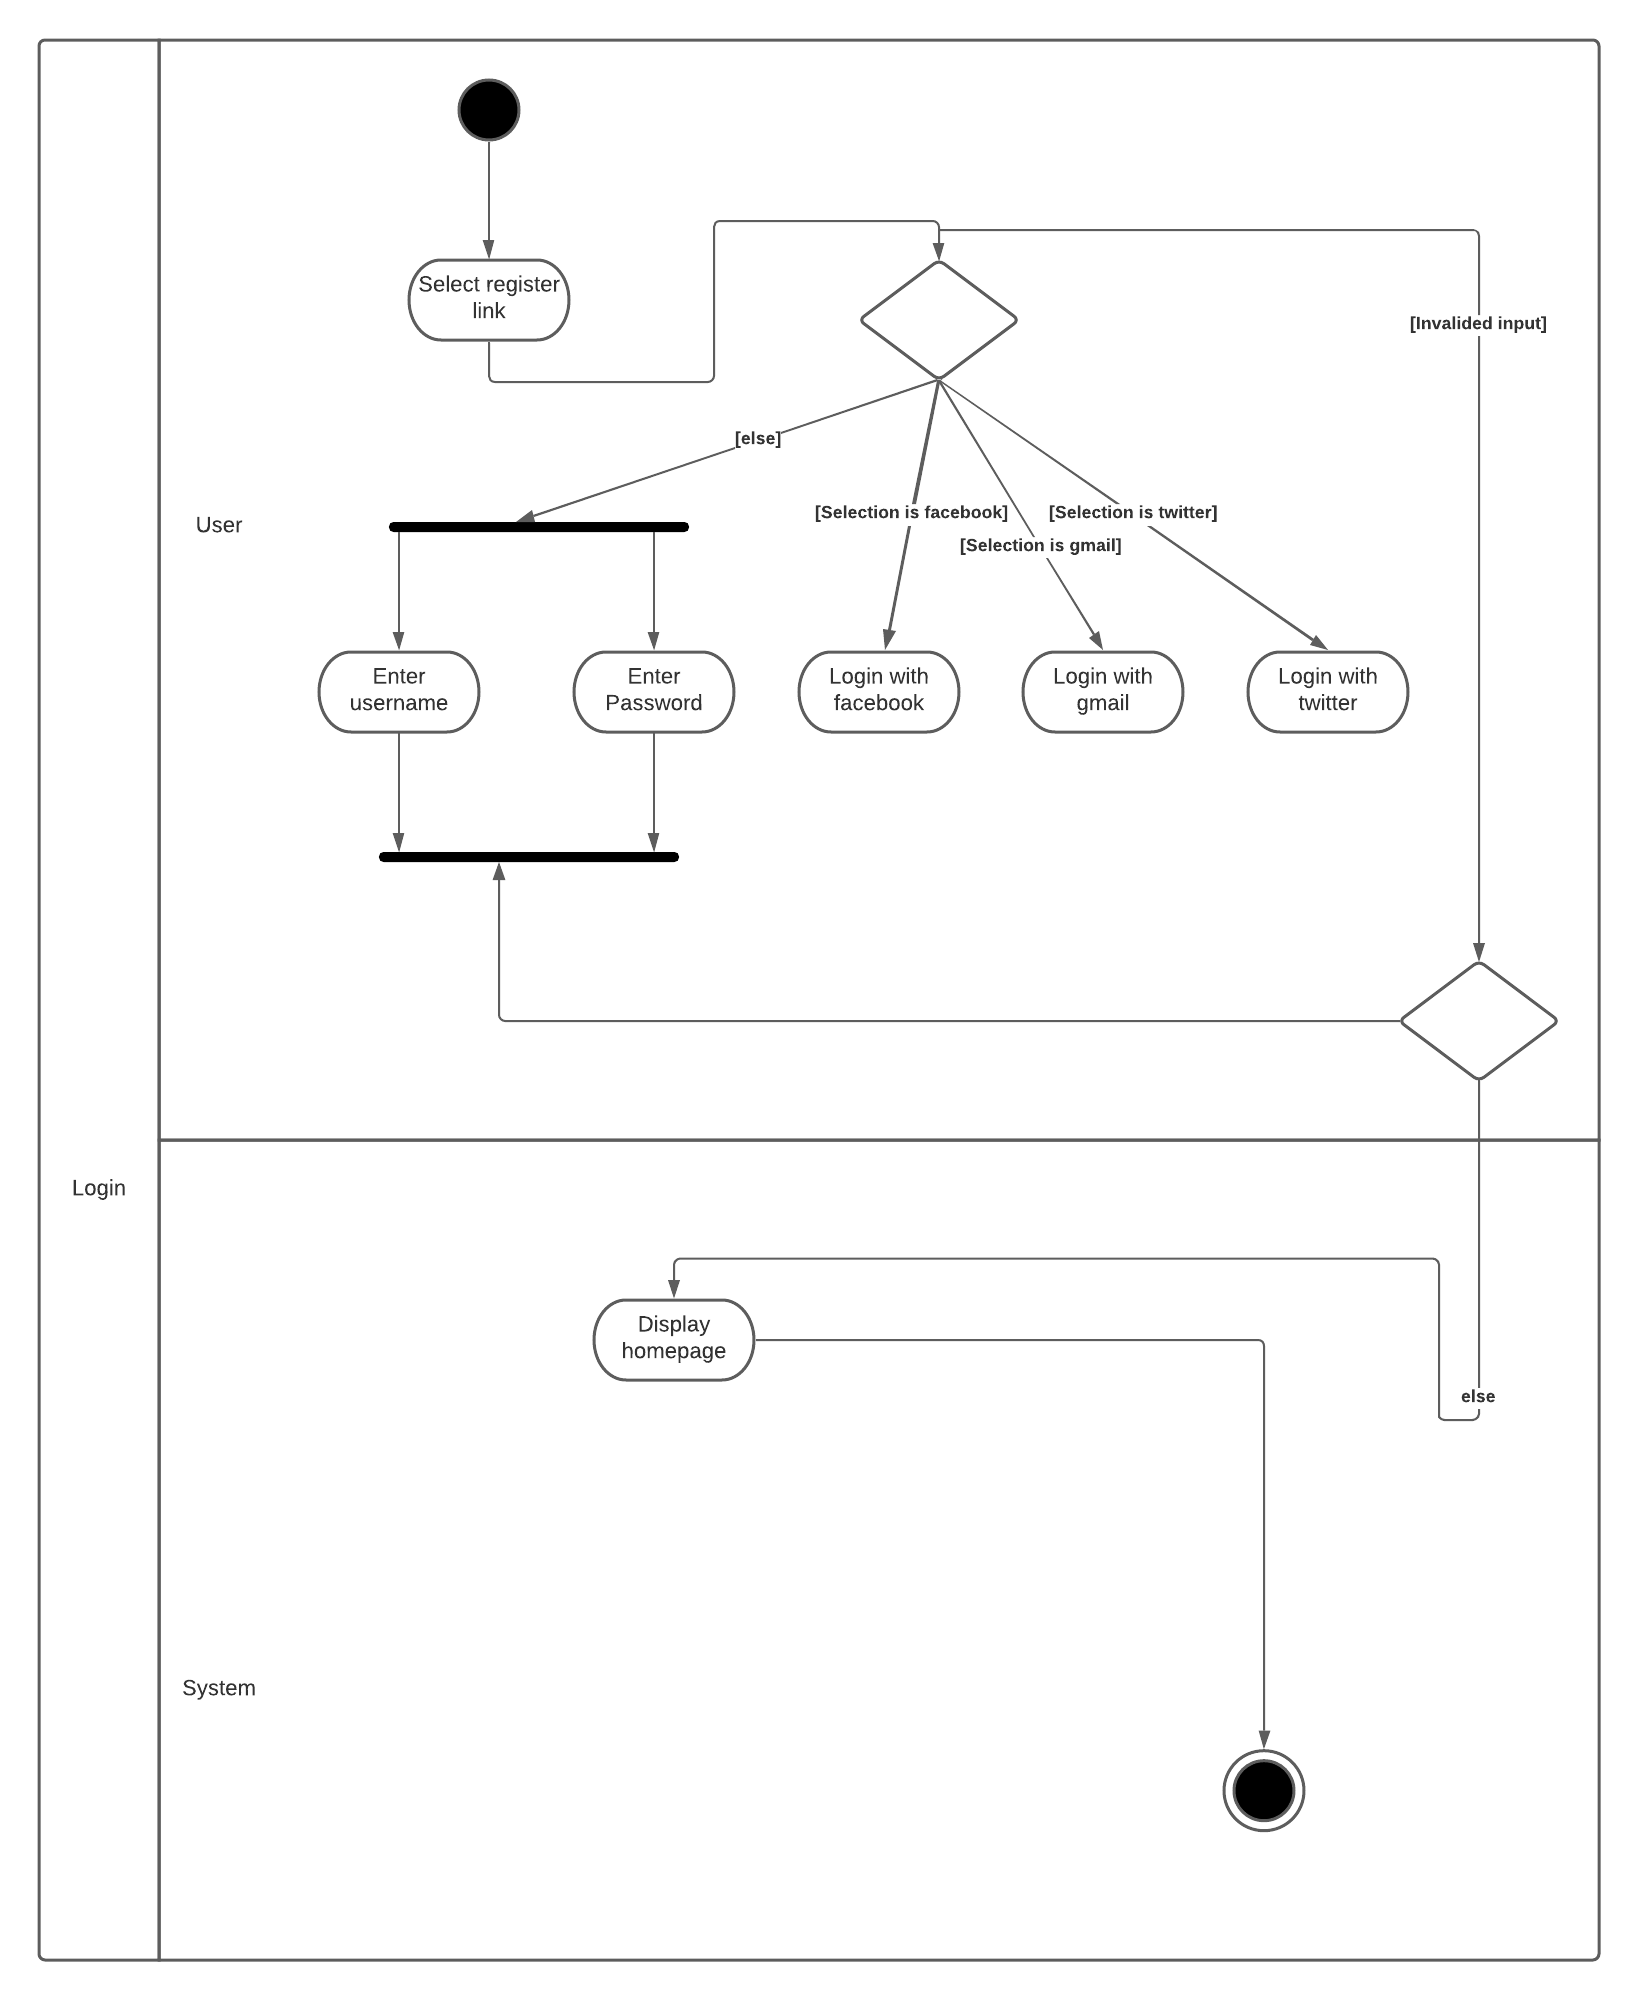 Select register
link
[Invalided input]
[else]
[Selection is facebook]
[Selection is twitter]
[Selection is gmail]
User
Enter
username
Enter
Password
Login with
facebook
Login with
gmail
Login with
twitter
Login
Display
homepage
else
System